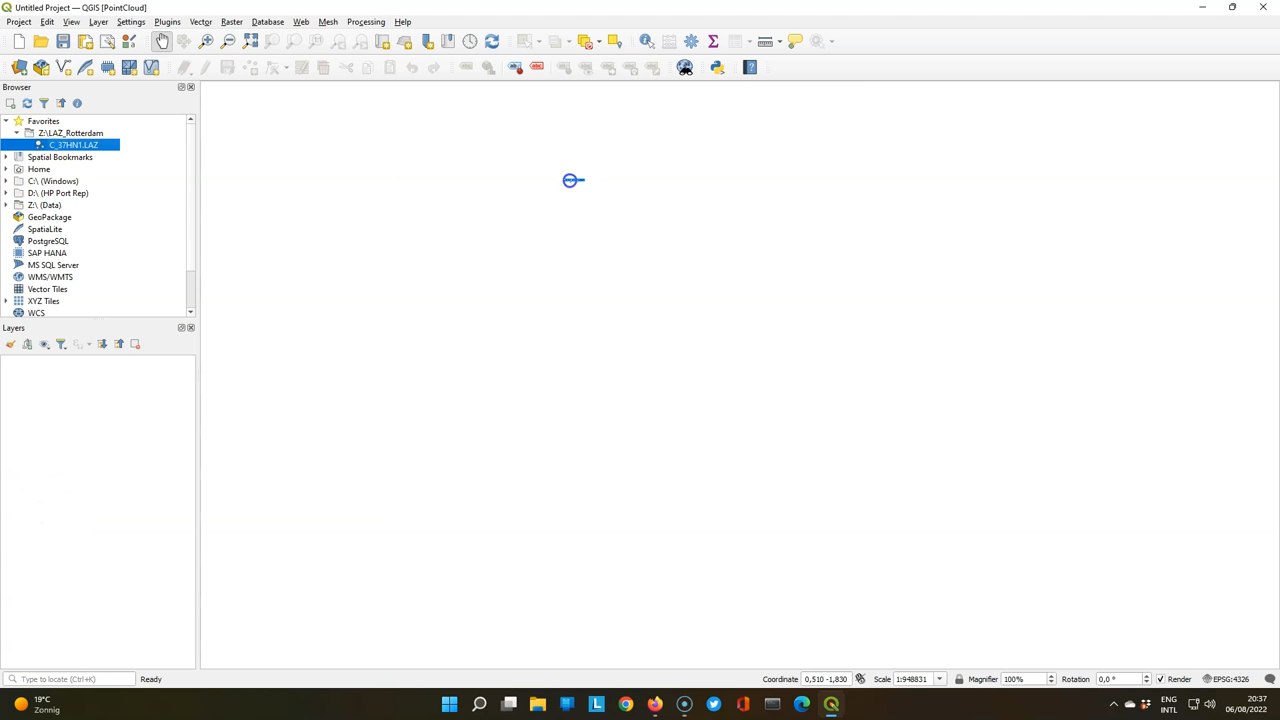 Untitled Project — QGIS [PointCloud]
Project Edit View Layer Settings Plugins Vector Raster Database Web Mesh Processing Help
Browser
Favorites
Z:\LAZ_Rotterdam
C_37HN1.LAZ
Spatial Bookmarks
Home
C:\ (Windows)
D:\ (HP Port Rep)
Z:\ (Data)
GeoPackage
SpatiaLite
PostgreSQL
SAP HANA
MS SQL Server
WMS/WMTS
Vector Tiles
XYZ Tiles
WCS
Layers
Type to locate (Ctrl+K) Ready Coordinate 0,510 -1,830 Scale 1:948831 Magnifier 100% Rotation 0,0 ° Render EPSG:4326
19°C
Zonnig
ENG
INTL
20:37
06/08/2022